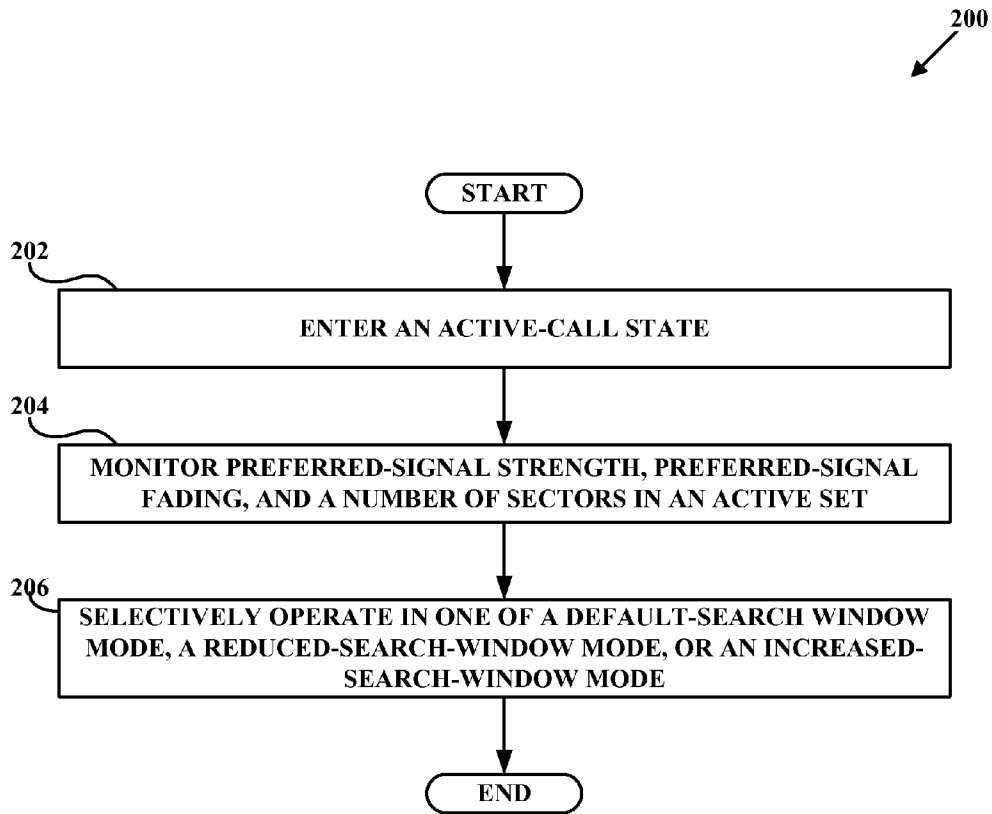 200
START
202
ENTER AN ACTIVE-CALL STATE
204
MONITOR PREFERRED-SIGNAL STRENGTH, PREFERRED-SIGNAL
FADING, AND A NUMBER OF SECTORS IN AN ACTIVE SET
206
SELECTIVELY OPERATE IN ONE OF A DEFAULT-SEARCH WINDOW
MODE, A REDUCED-SEARCH-WINDOW MODE, OR AN INCREASED-
SEARCH-WINDOW MODE
END